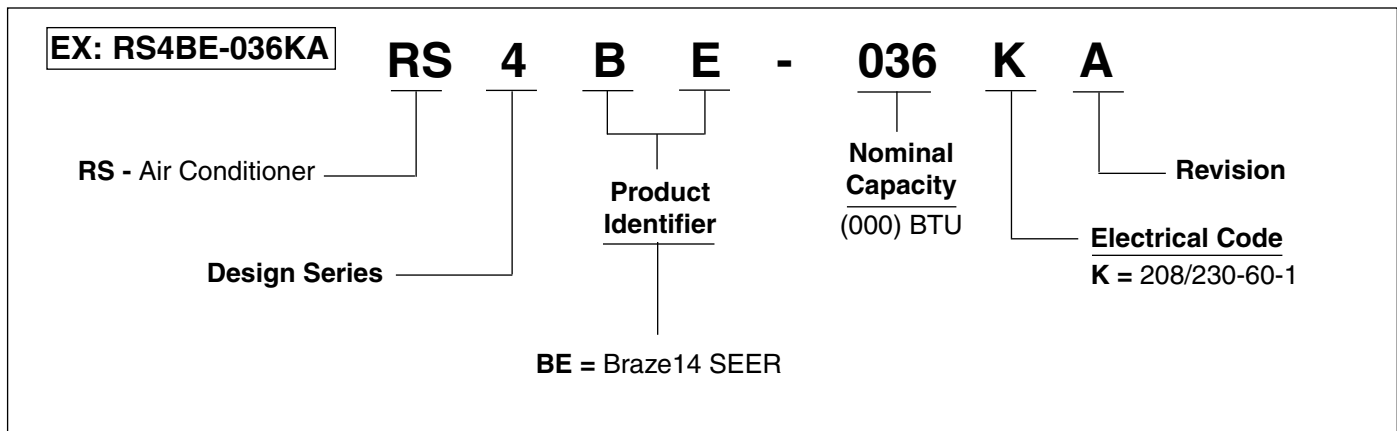 EX: RS4BE-036KA
RS 4 B E - 036 K A
RS - Air Conditioner
Design Series
Product
Identifier
BE = Braze14 SEER
Nominal
Capacity
(000) BTU
Revision
Electrical Code
K = 208/230-60-1